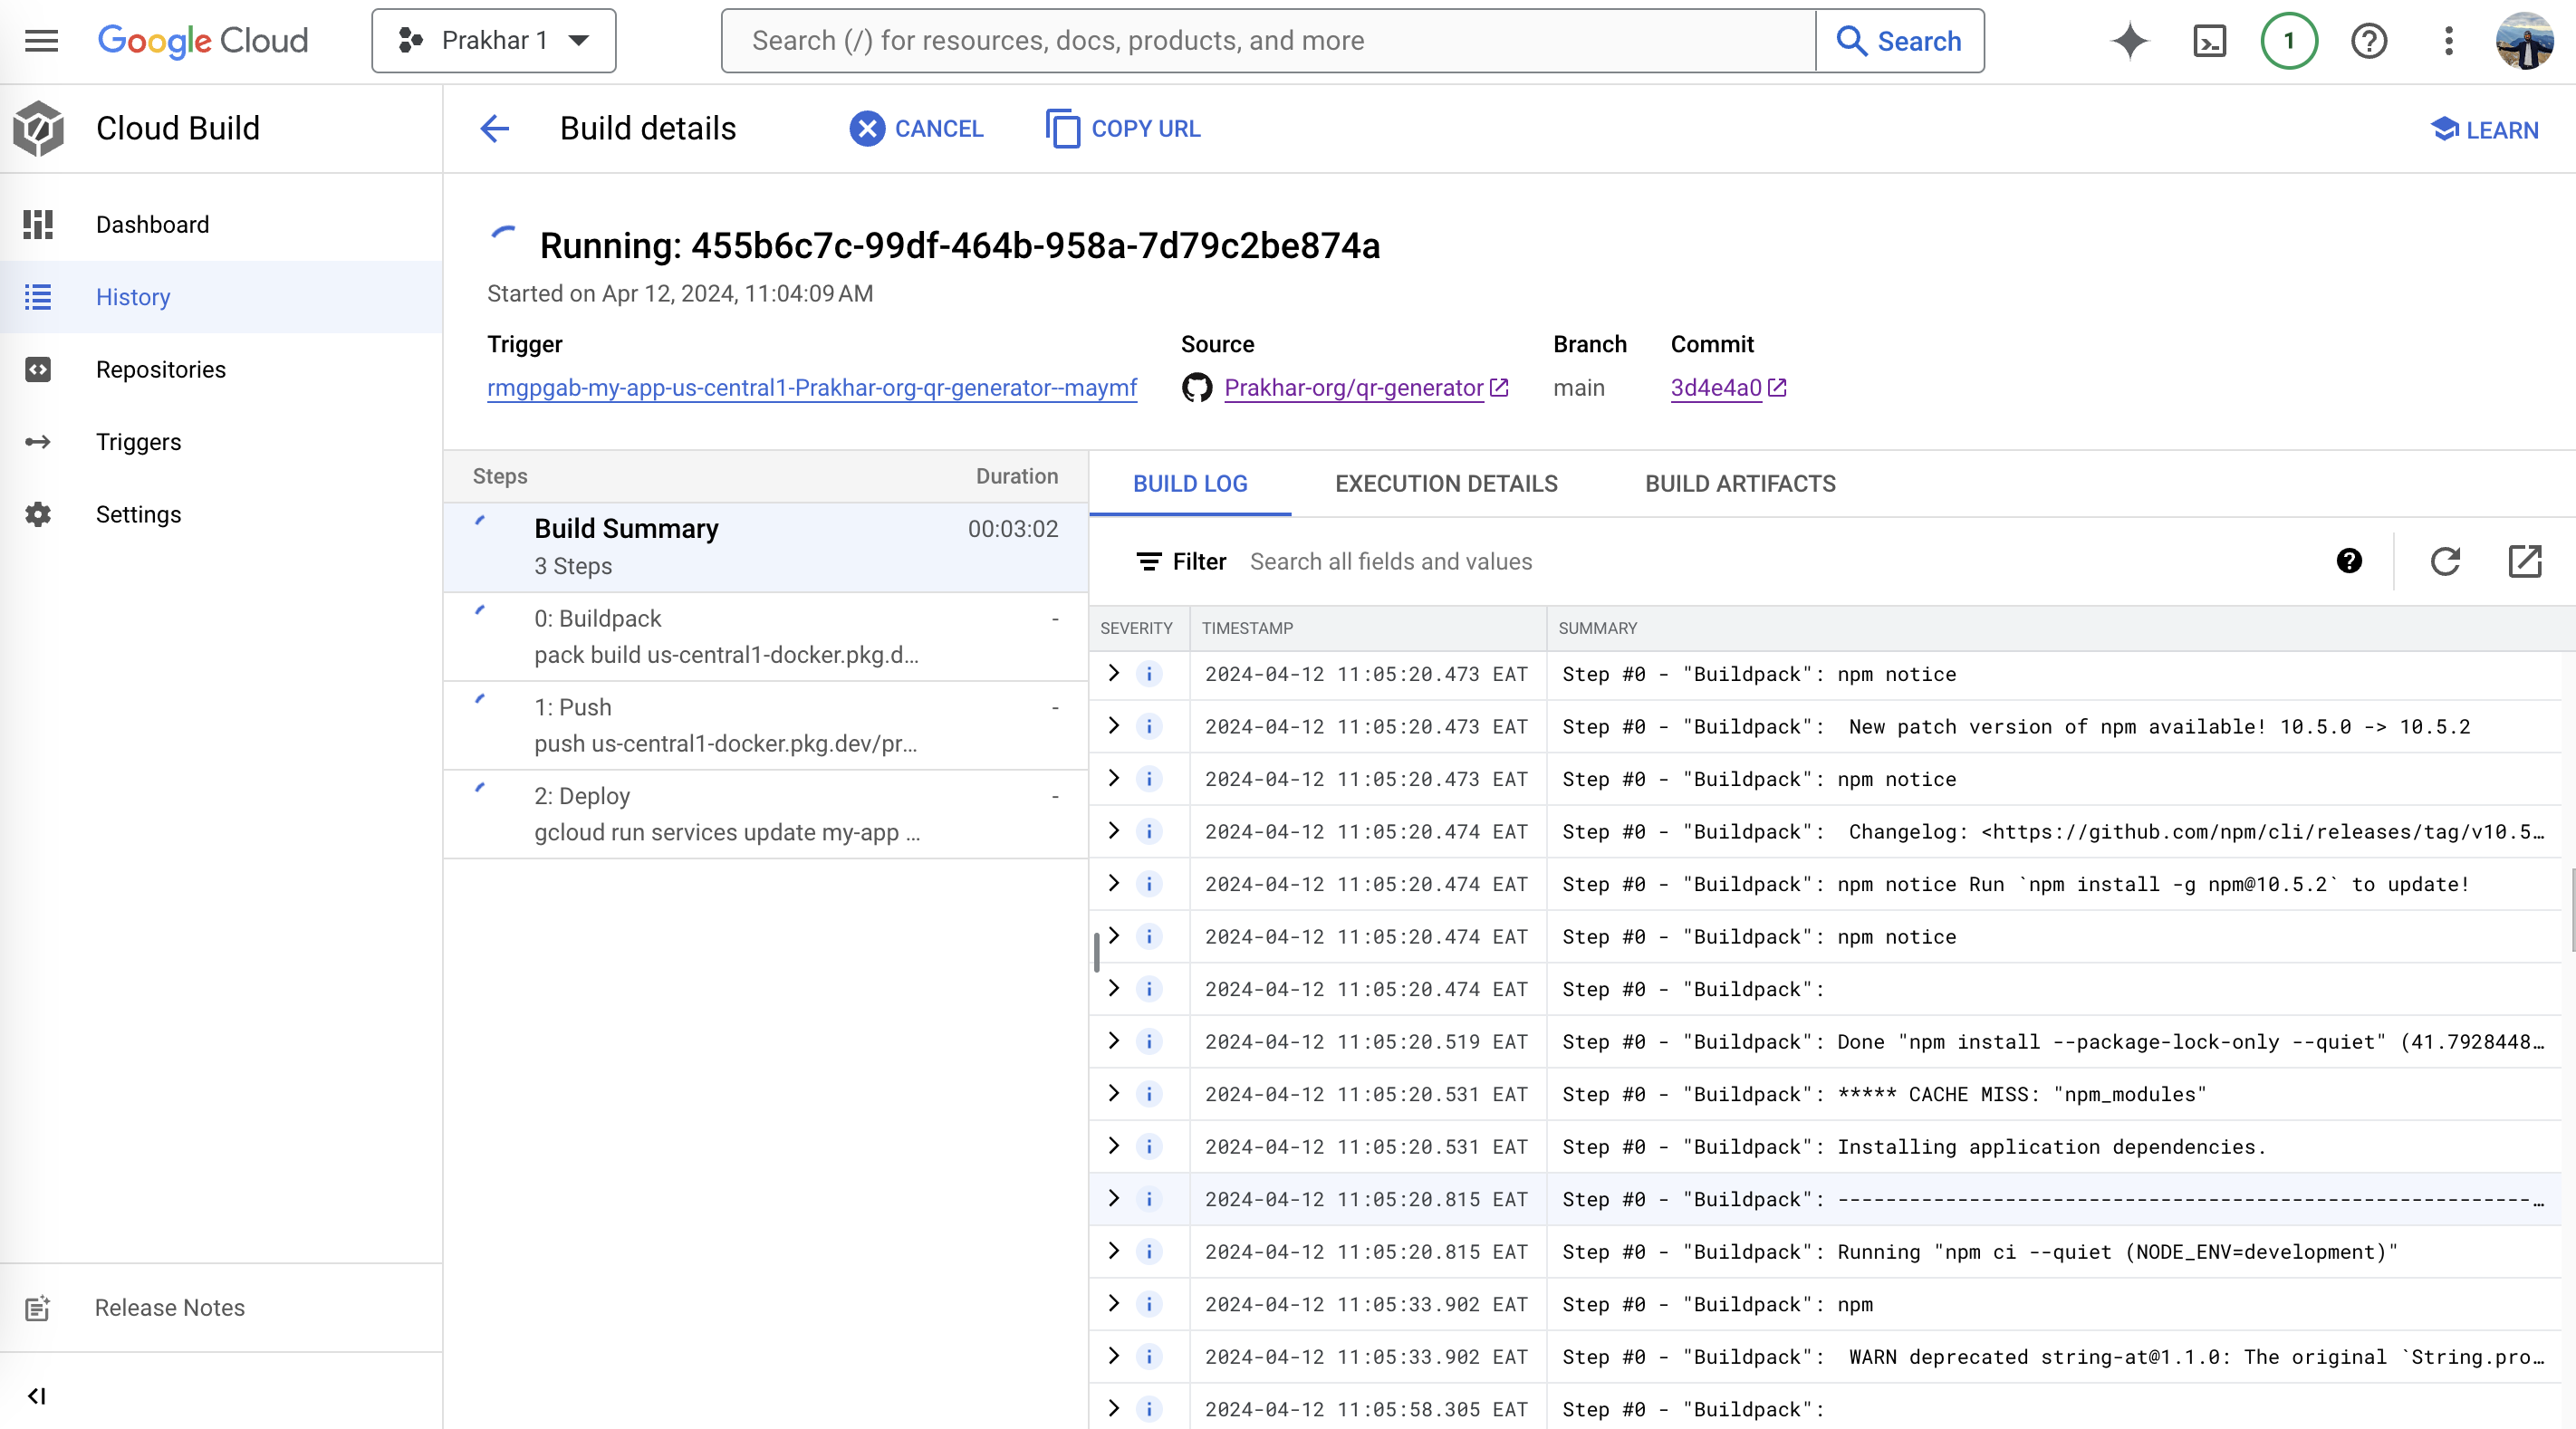 Google Cloud
Prakhar 1
Search (/) for resources, docs, products, and more
Search
1
Cloud Build
Build details
CANCEL
COPY URL
LEARN
Dashboard
History
Repositories
Triggers
Settings
Release Notes
Running: 455b6c7c-99df-464b-958a-7d79c2be874a
Started on Apr 12, 2024, 11:04:09 AM
Trigger
Source
Branch
Commit
rmgpgab-my-app-us-central1-Prakhar-org-qr-generator--maymf
Prakhar-org/qr-generator
main
3d4e4a0
Steps
Duration
Build Summary
00:03:02
3 Steps
0: Buildpack
-
pack build us-central1-docker.pkg.d...
1: Push
-
push us-central1-docker.pkg.dev/pr...
2: Deploy
-
gcloud run services update my-app ...
BUILD LOG
EXECUTION DETAILS
BUILD ARTIFACTS
Filter
Search all fields and values
SEVERITY
TIMESTAMP
SUMMARY
2024-04-12 11:05:20.473 EAT Step #0 - "Buildpack": npm notice
2024-04-12 11:05:20.473 EAT Step #0 - "Buildpack":  New patch version of npm available! 10.5.0 -> 10.5.2
2024-04-12 11:05:20.473 EAT Step #0 - "Buildpack": npm notice
2024-04-12 11:05:20.474 EAT Step #0 - "Buildpack":  Changelog: <https://github.com/npm/cli/releases/tag/v10.5...
2024-04-12 11:05:20.474 EAT Step #0 - "Buildpack": npm notice Run `npm install -g npm@10.5.2` to update!
2024-04-12 11:05:20.474 EAT Step #0 - "Buildpack": npm notice
2024-04-12 11:05:20.474 EAT Step #0 - "Buildpack":
2024-04-12 11:05:20.519 EAT Step #0 - "Buildpack": Done "npm install --package-lock-only --quiet" (41.7928448...
2024-04-12 11:05:20.531 EAT Step #0 - "Buildpack": ***** CACHE MISS: "npm_modules"
2024-04-12 11:05:20.531 EAT Step #0 - "Buildpack": Installing application dependencies.
2024-04-12 11:05:20.815 EAT Step #0 - "Buildpack": ----------------------------------------------------------...
2024-04-12 11:05:20.815 EAT Step #0 - "Buildpack": Running "npm ci --quiet (NODE_ENV=development)"
2024-04-12 11:05:33.902 EAT Step #0 - "Buildpack": npm
2024-04-12 11:05:33.902 EAT Step #0 - "Buildpack":  WARN deprecated string-at@1.1.0: The original `String.pro...
2024-04-12 11:05:58.305 EAT Step #0 - "Buildpack":